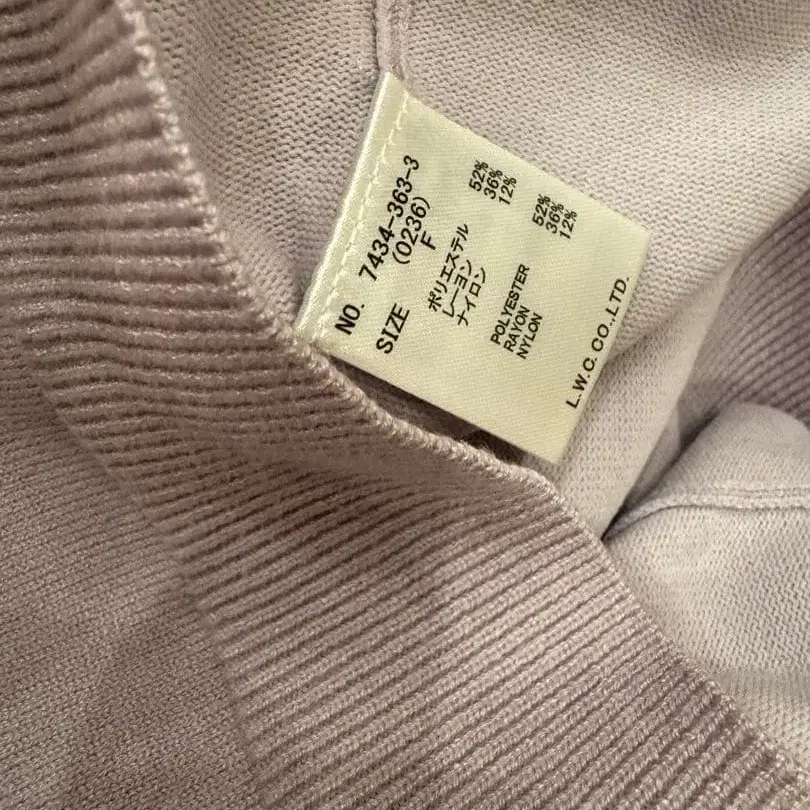 NO. 7434-363-3
(0236)
SIZE F
ポリエステル 52%
レーヨン 36%
ナイロン 12%
POLYESTER 52%
RAYON 36%
NYLON 12%
L.W.C. CO.,LTD.